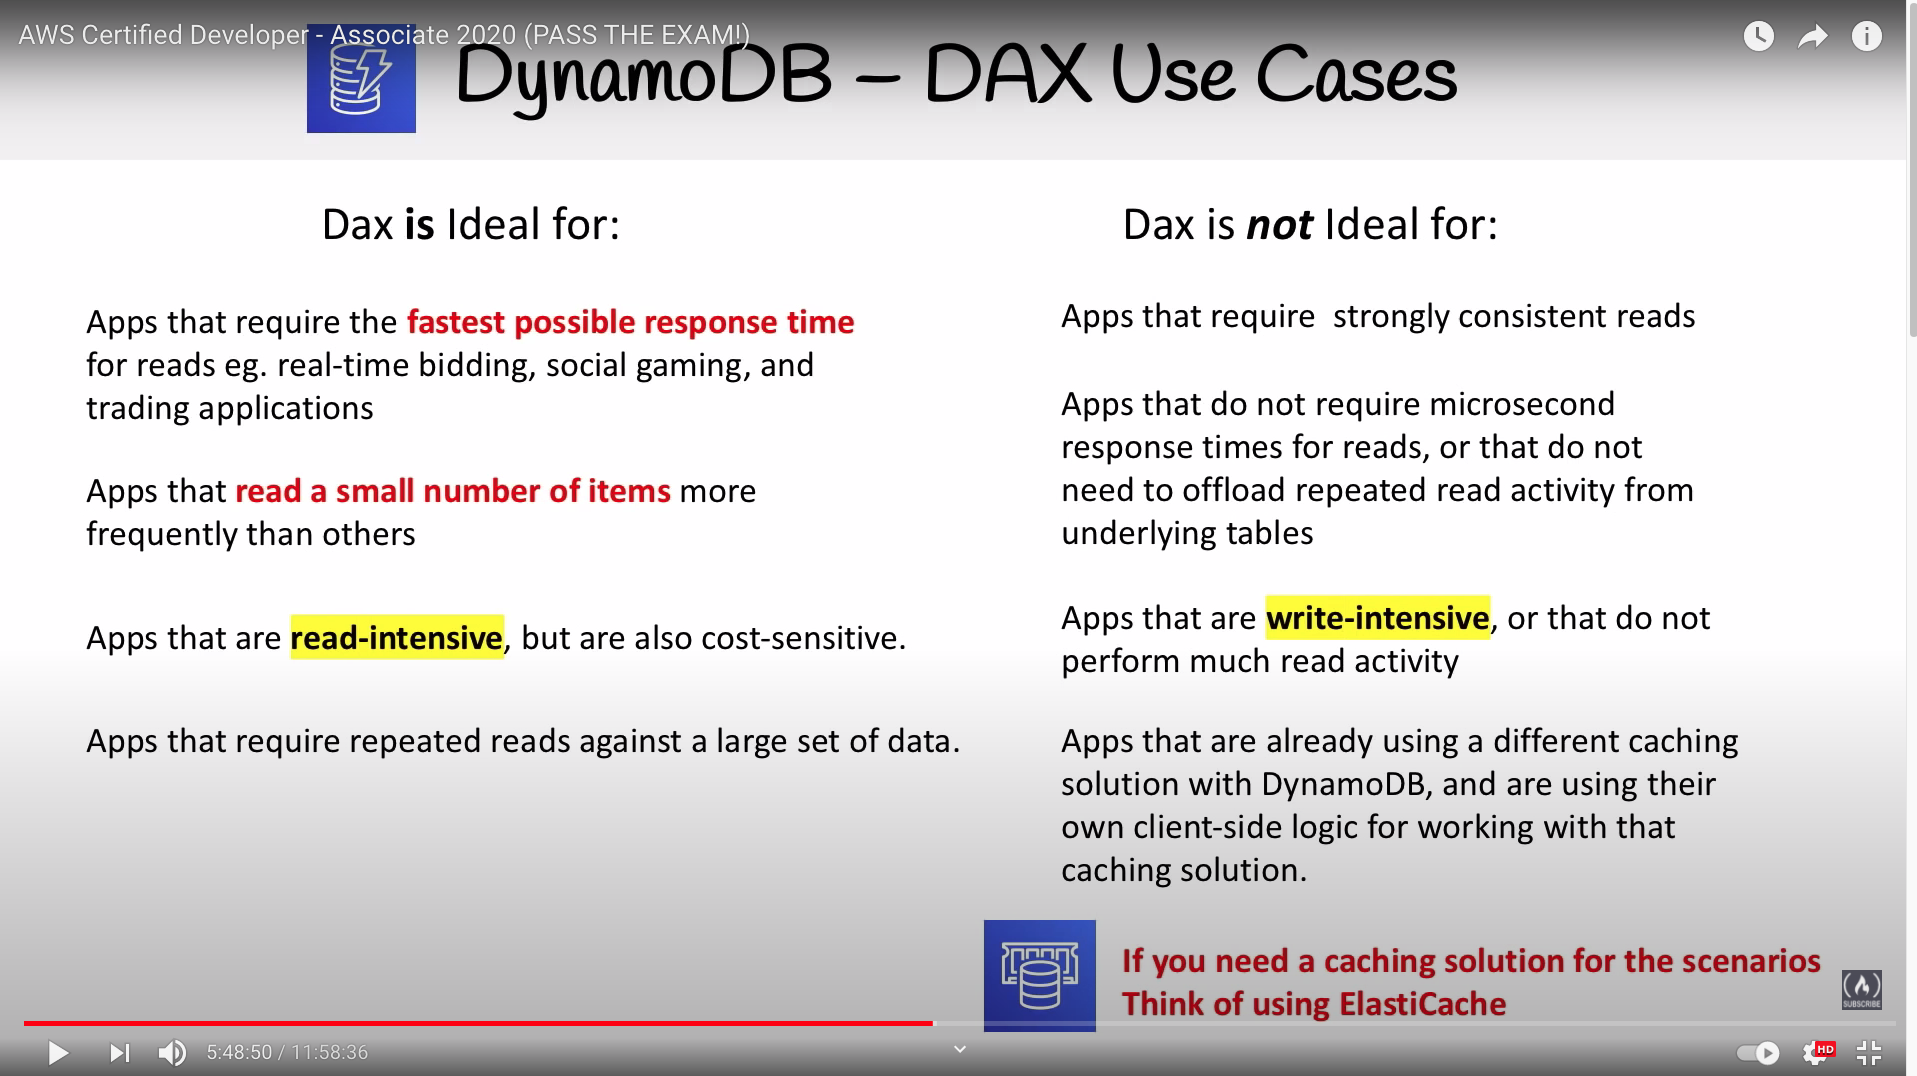 AWS Certified Developer - Associate 2020 (PASS THE EXAM!)
DynamoDB – DAX Use Cases
Dax is Ideal for:
Apps that require the fastest possible response time
for reads eg. real-time bidding, social gaming, and
trading applications
Apps that read a small number of items more
frequently than others
Apps that are read-intensive, but are also cost-sensitive.
Apps that require repeated reads against a large set of data.
Dax is not Ideal for:
Apps that require strongly consistent reads
Apps that do not require microsecond
response times for reads, or that do not
need to offload repeated read activity from
underlying tables
Apps that are write-intensive, or that do not
perform much read activity
Apps that are already using a different caching
solution with DynamoDB, and are using their
own client-side logic for working with that
caching solution.
If you need a caching solution for the scenarios
Think of using ElastiCache
SUBSCRIBE
5:48:50 / 11:58:36
HD